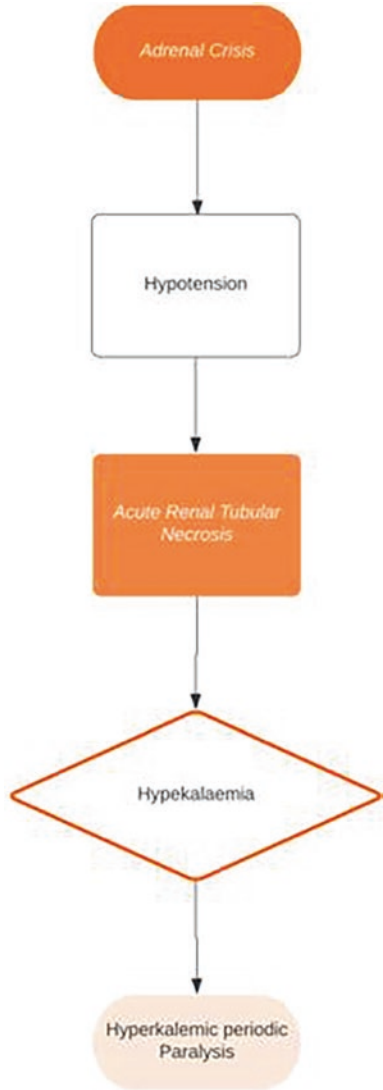 Adrenal Crisis
Hypotension
Acute Renal Tubular
Necrosis
Hypekalaemia
Hyperkalemic periodic
Paralysis